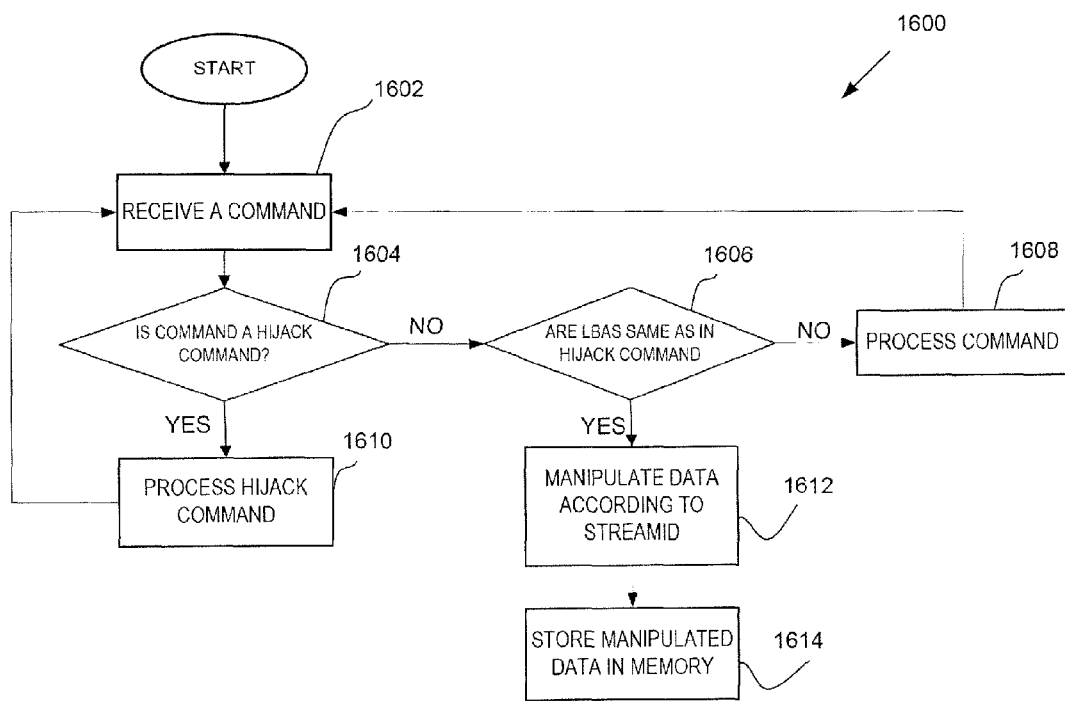 1600
START
1602
RECEIVE A COMMAND
1604
1606
1608
IS COMMAND A HIJACK
COMMAND?
NO
ARE LBAS SAME AS IN
HIJACK COMMAND
NO
PROCESS COMMAND
YES
1610
YES
PROCESS HIJACK
COMMAND
MANIPULATE DATA
ACCORDING TO
STREAMID
1612
STORE MANIPULATED
DATA IN MEMORY
1614